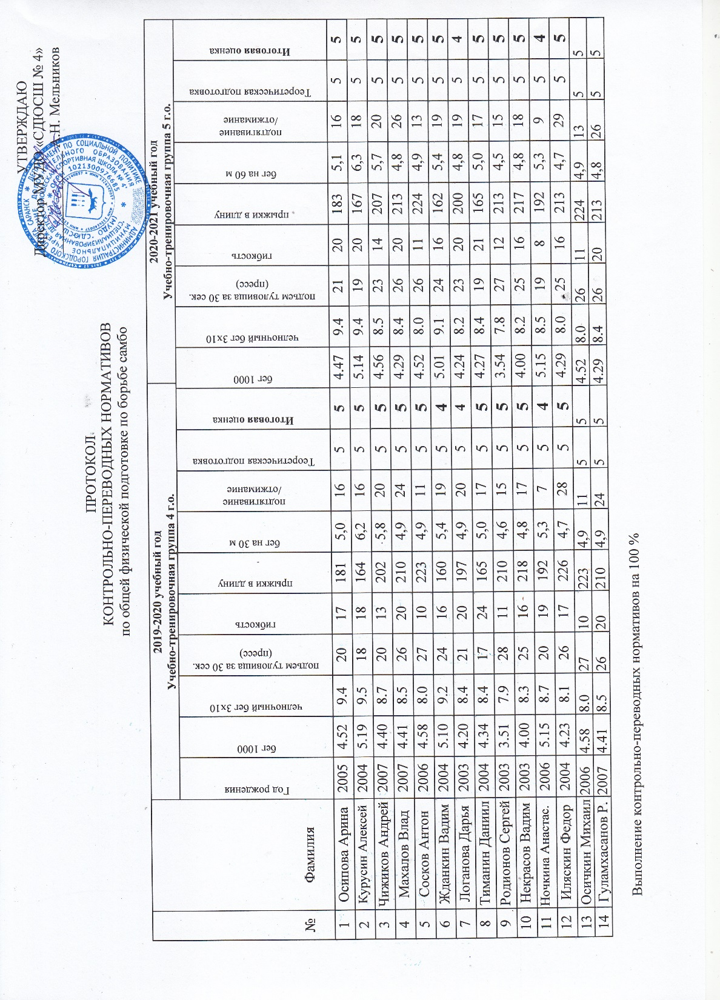 УТВЕРЖДАЮ
Директор МУДО «СДЮСШ № 4»
А.Н. Мельников
АДМИНИСТРАЦИЯ ГОРОДСКОГО ОКРУГА САРАНСК * ДЕПАРТАМЕНТ ПО СОЦИАЛЬНОЙ ПОЛИТИКЕ
ОГРН 1021300976685
ПРОТОКОЛ
КОНТРОЛЬНО-ПЕРЕВОДНЫХ НОРМАТИВОВ
по общей физической подготовке по борьбе самбо
2019-2020 учебный год 2020-2021 учебный год
Учебно-тренировочная группа 4 г.о. Учебно-тренировочная группа 5 г.о.
№ Фамилия Год рождения бег 1000 челночный бег 3х10 подъем туловища за 30 сек. (пресс) гибкость прыжки в длину бег на 30 м подтягивание /отжимание Теоретическая подготовка Итоговая оценка бег 1000 челночный бег 3х10 подъем туловища за 30 сек. (пресс) гибкость прыжки в длину бег на 60 м подтягивание /отжимание Теоретическая подготовка Итоговая оценка
1 Осипова Арина 2005 4.52 9.4 20 17 181 5,0 16 5 5 4.47 9.4 21 20 183 5,1 16 5 5
2 Курусин Алексей 2004 5.19 9.5 18 18 164 6,2 16 5 5 5.14 9.4 19 20 167 6,3 18 5 5
3 Чижиков Андрей 2007 4.40 8.7 20 13 202 5,8 20 5 5 4.56 8.5 23 14 207 5,7 20 5 5
4 Махалов Влад 2007 4.41 8.5 26 20 210 4,9 24 5 5 4.29 8.4 26 20 213 4,8 26 5 5
5 Сосков Антон 2006 4.58 8.0 27 10 223 4,9 11 5 5 4.52 8.0 26 11 224 4,9 13 5 5
6 Жданкин Вадим 2004 5.10 9.2 24 16 160 5,4 19 5 4 5.01 9.1 24 16 162 5,4 19 5 5
7 Логанова Дарья 2003 4.20 8.4 21 20 197 4,9 20 5 4 4.24 8.2 23 20 200 4,8 19 5 4
8 Тиманин Даниил 2004 4.34 8.4 17 24 165 5,0 17 5 5 4.27 8.4 19 21 165 5,0 17 5 5
9 Родионов Сергей 2003 3.51 7.9 28 11 210 4,6 15 5 5 3.54 7.8 27 12 213 4,5 15 5 5
10 Некрасов Вадим 2003 4.00 8.3 25 16 218 4,8 17 5 5 4.00 8.2 25 16 217 4,8 18 5 5
11 Ночкина Анастас. 2006 5.15 8.7 20 19 192 5,3 7 5 4 5.15 8.5 19 8 192 5,3 9 5 4
12 Иляскин Федор 2004 4.23 8.1 26 17 226 4,7 28 5 5 4.29 8.0 25 16 213 4,7 29 5 5
13 Осичкин Михаил 2006 4.58 8.0 27 10 223 4,9 11 5 5 4.52 8.0 26 11 224 4,9 13 5 5
14 Гуламхасанов Р. 2007 4.41 8.5 26 20 210 4,9 24 5 5 4.29 8.4 26 20 213 4,8 26 5 5
Выполнение контрольно-переводных нормативов на 100 %